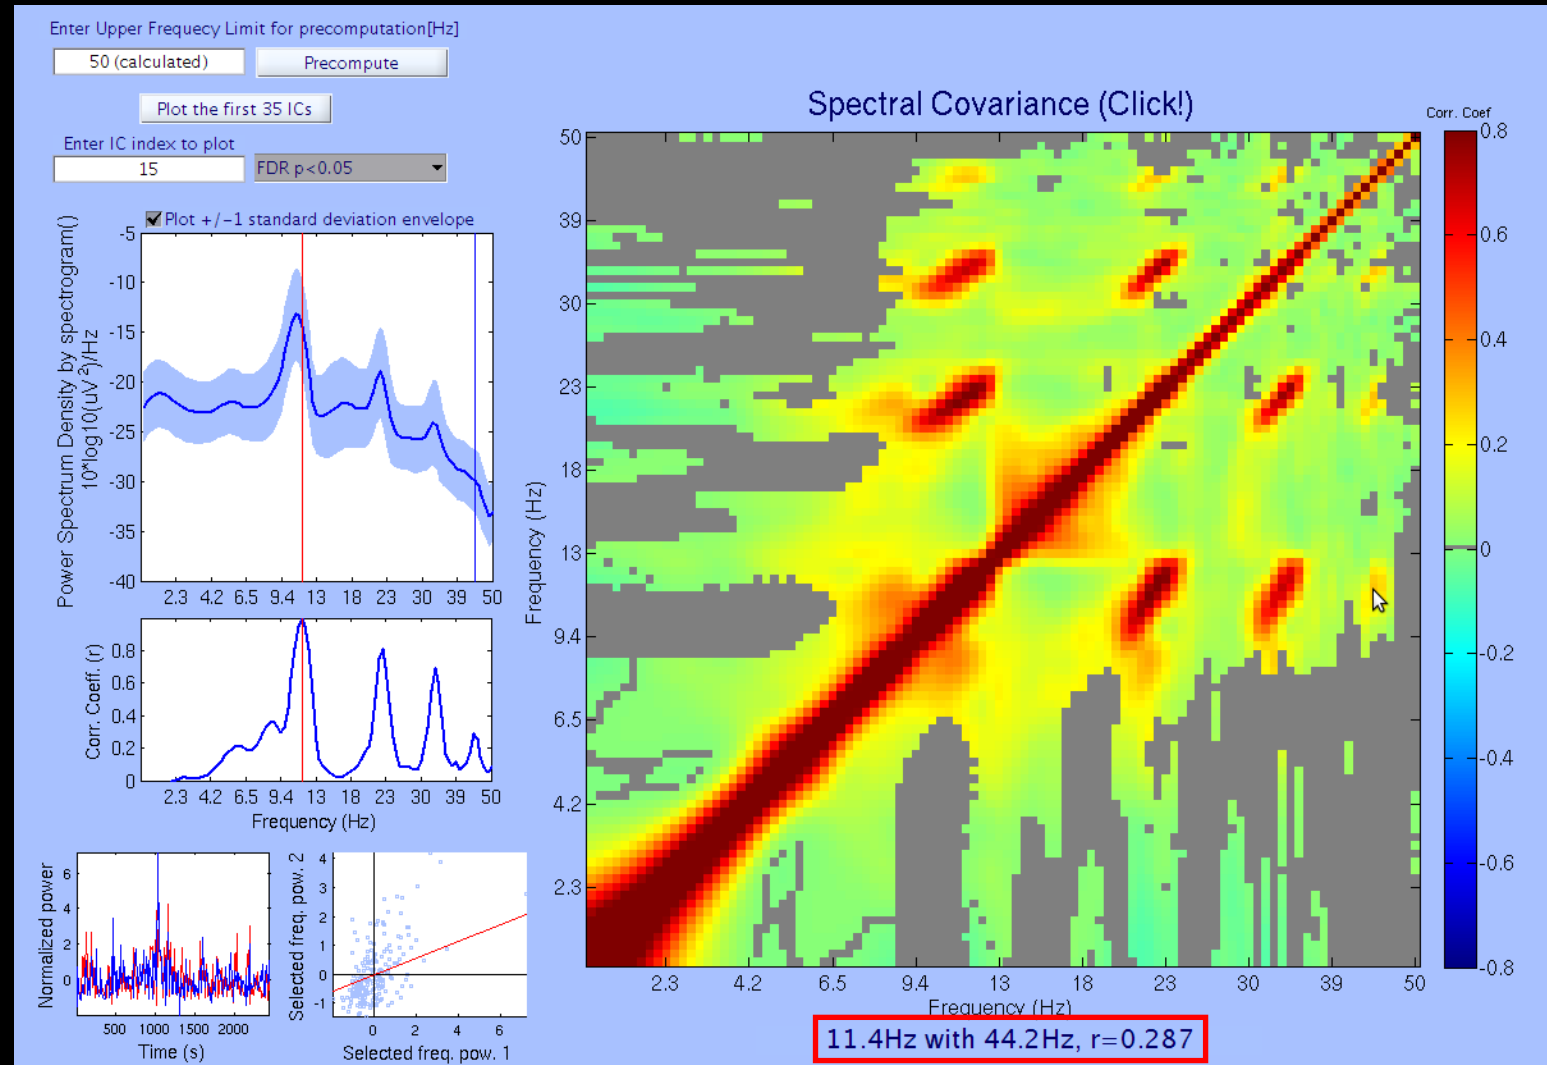 Enter Upper Frequecy Limit for precomputation[Hz]
50 (calculated)
Precompute
Plot the first 35 ICs
Enter IC index to plot
15
FDR p<0.05
Plot +/-1 standard deviation envelope
Power Spectrum Density by spectrogram()
10*log10(uV 2)/Hz
-5
-10
-15
-20
-25
-30
-35
-40
2.3 4.2 6.5 9.4 13 18 23 30 39 50
Corr. Coeff. (r)
0.8
0.6
0.4
0.2
0
2.3 4.2 6.5 9.4 13 18 23 30 39 50
Frequency (Hz)
Normalized power
6
4
2
0
500 1000 1500 2000
Time (s)
Selected freq. pow. 2
4
3
2
1
0
-1
0 2 4 6
Selected freq. pow. 1
Spectral Covariance (Click!)
Frequency (Hz)
50
39
30
23
18
13
9.4
6.5
4.2
2.3
2.3 4.2 6.5 9.4 13 18 23 30 39 50
Frequency (Hz)
11.4Hz with 44.2Hz, r=0.287
Corr. Coef
0.8
0.6
0.4
0.2
0
-0.2
-0.4
-0.6
-0.8